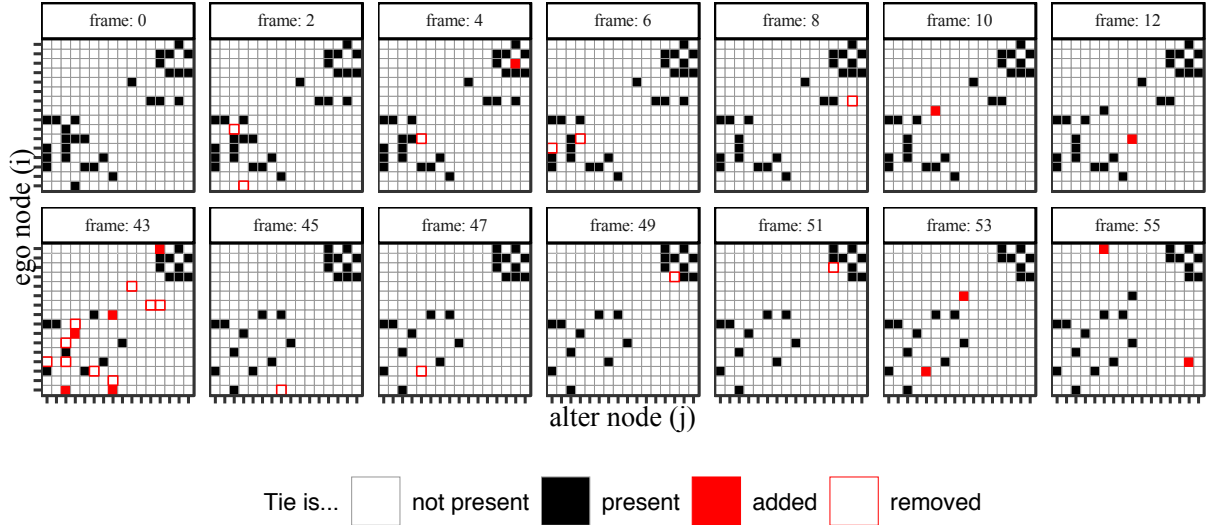 frame: 0
frame: 2
frame: 4
frame: 6
frame: 8
frame: 10
frame: 12
ego node (i)
frame: 43
frame: 45
frame: 47
frame: 49
frame: 51
frame: 53
frame: 55
alter node (j)
Tie is... not present present added removed